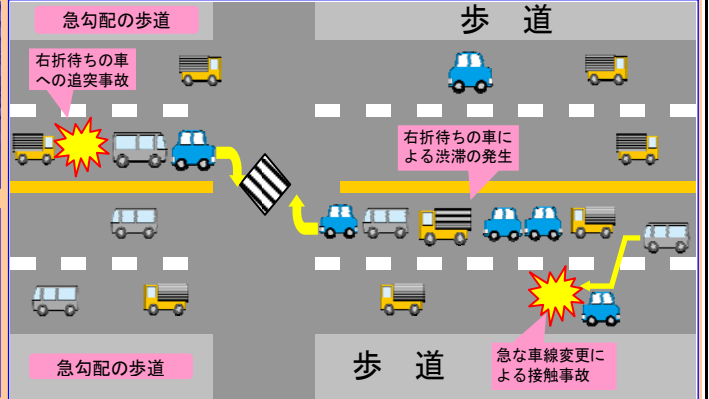 急勾配の歩道
歩 道
右折待ちの車
への追突事故
右折待ちの車に
よる渋滞の発生
急勾配の歩道
歩 道
急な車線変更に
よる接触事故